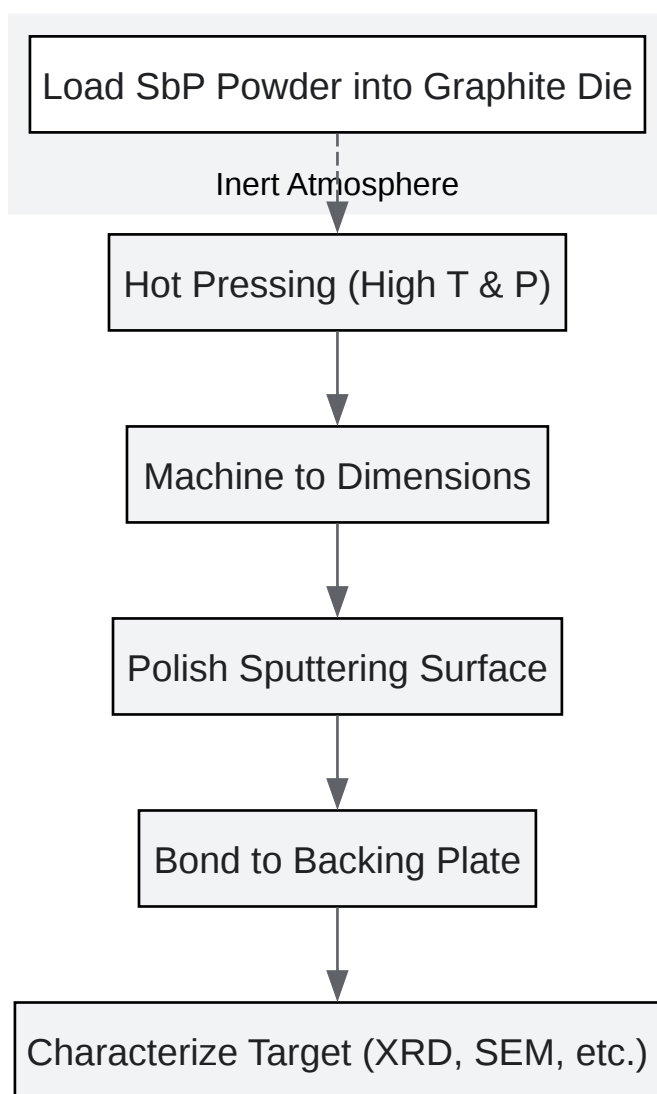 Load SbP Powder into Graphite Die
Inert Atmosphere
Hot Pressing (High T & P)
Machine to Dimensions
Polish Sputtering Surface
Bond to Backing Plate
Characterize Target (XRD, SEM, etc.)